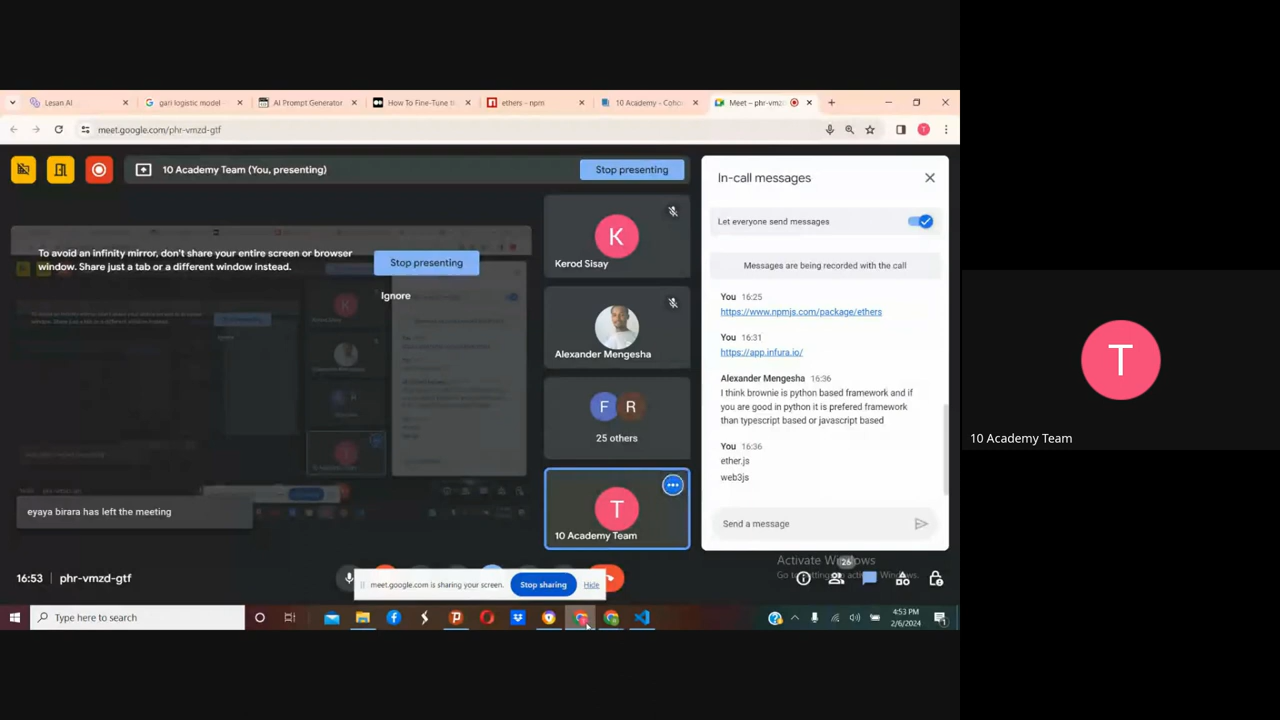 Lesan AI
gari logistic model
AI Prompt Generator
How To Fine-Tune th
ethers - npm
10 Academy - Coho
Meet – phr-vmzd
meet.google.com/phr-vmzd-gtf
10 Academy Team (You, presenting)
Stop presenting
To avoid an infinity mirror, don't share your entire screen or browser
window. Share just a tab or a different window instead.
Stop presenting
Ignore
eyaya birara has left the meeting
K
Kerod Sisay
Alexander Mengesha
F R
25 others
T
10 Academy Team
In-call messages
Let everyone send messages
Messages are being recorded with the call
You 16:25
https://www.npmjs.com/package/ethers
You 16:31
https://app.infura.io/
Alexander Mengesha 16:36
I think brownie is python based framework and if
you are good in python it is prefered framework
than typescript based or javascript based
You 16:36
ether.js
web3js
Send a message
Activate Windows
16:53 phr-vmzd-gtf
meet.google.com is sharing your screen.
Stop sharing
Hide
26
Type here to search
4:53 PM
2/6/2024
T
10 Academy Team